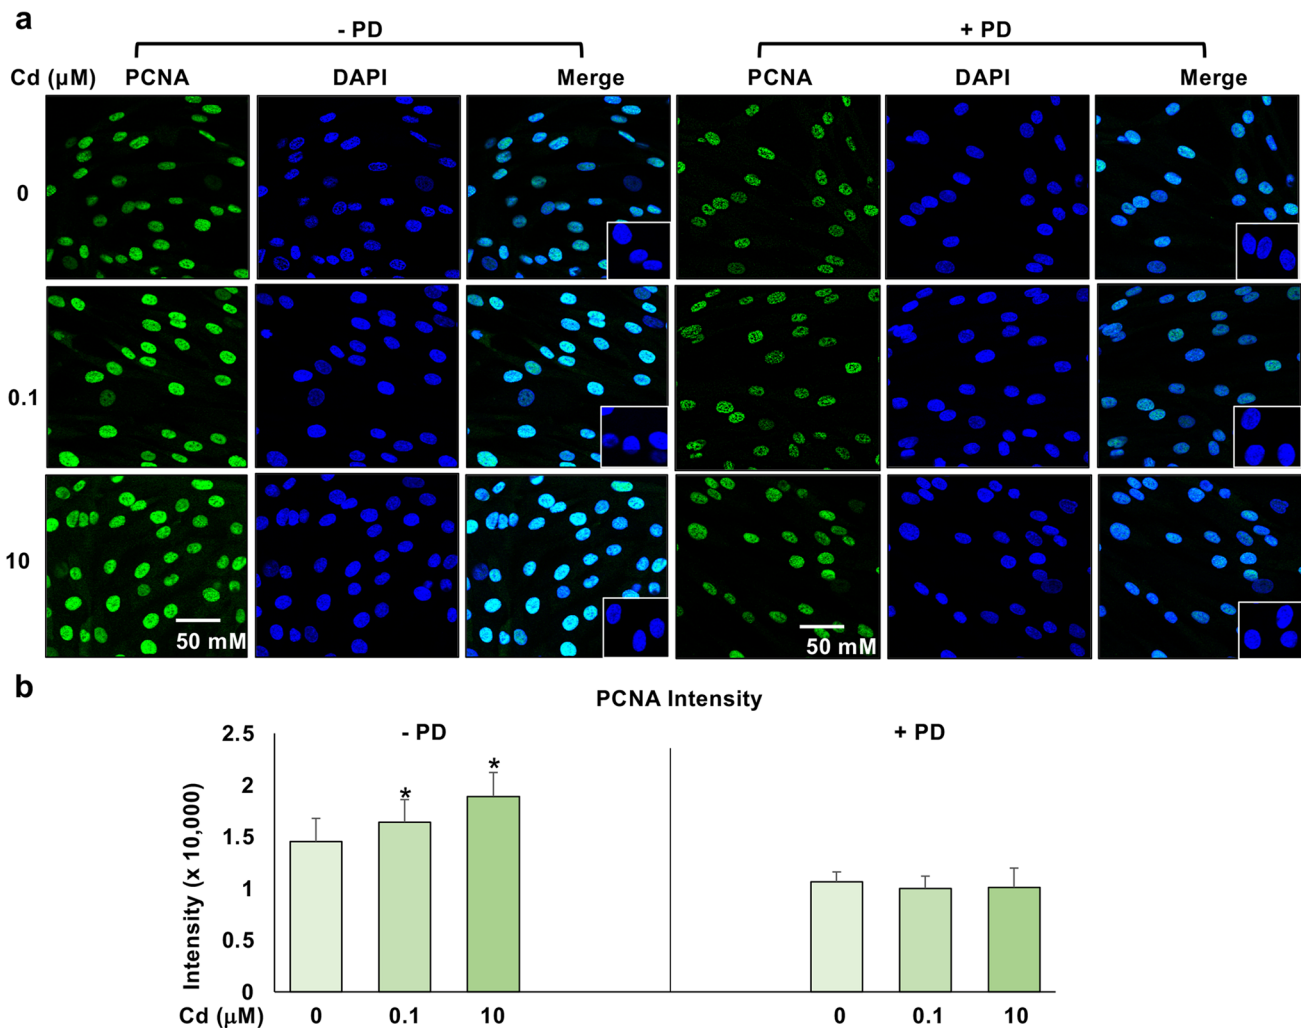 a
- PD + PD
Cd (μM) PCNA DAPI Merge PCNA DAPI Merge
0
0.1
10
50 mM 50 mM
b
PCNA Intensity
- PD + PD
Intensity (x 10,000)
2.5
2
1.5
1
0.5
0
* *
Cd (μM) 0 0.1 10 0 0.1 10